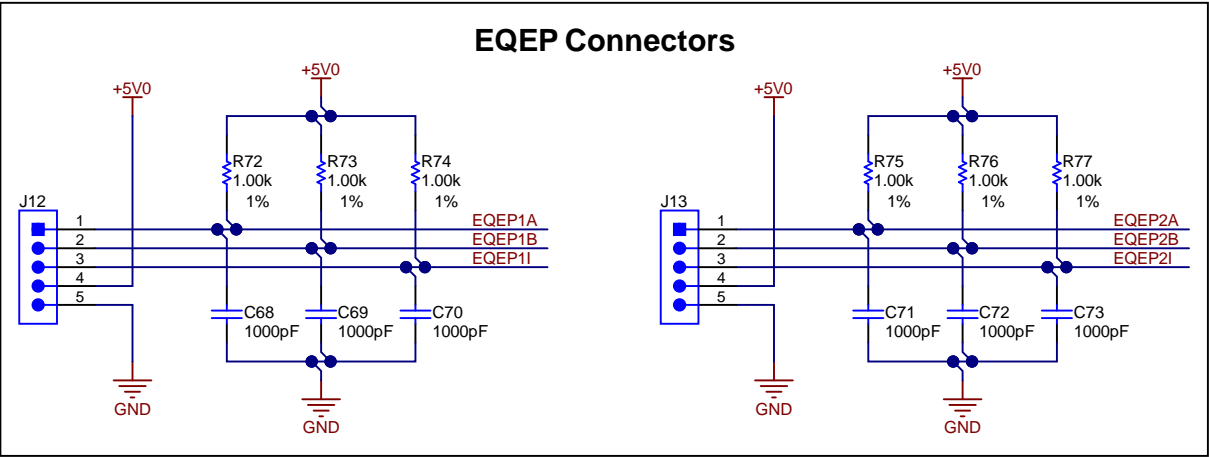 EQEP Connectors
+5V0
+5V0
R72
1.00k
1%
R73
1.00k
1%
R74
1.00k
1%
J12
1
2
3
4
5
EQEP1A
EQEP1B
EQEP1I
C68
1000pF
C69
1000pF
C70
1000pF
GND
GND
+5V0
+5V0
R75
1.00k
1%
R76
1.00k
1%
R77
1.00k
1%
J13
1
2
3
4
5
EQEP2A
EQEP2B
EQEP2I
C71
1000pF
C72
1000pF
C73
1000pF
GND
GND